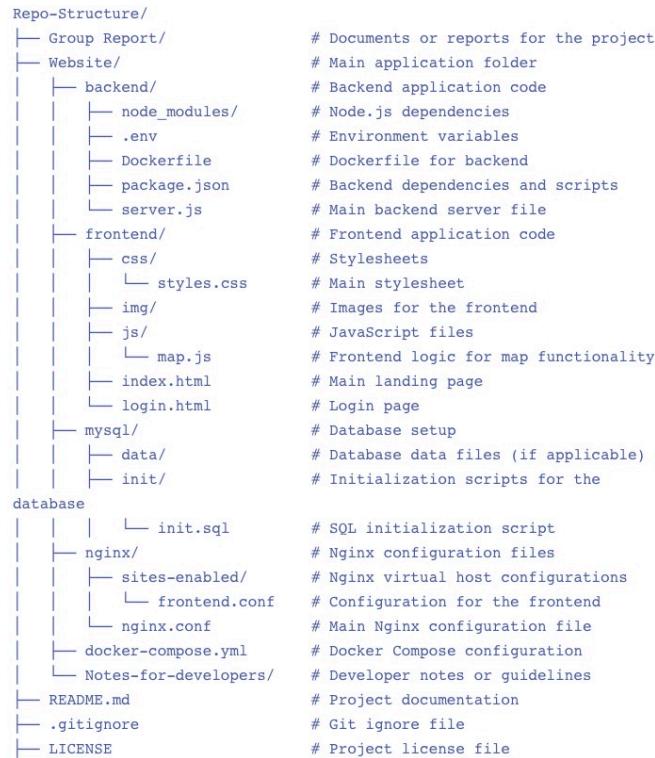 Repo-Structure/
├── Group Report/                # Documents or reports for the project
├── Website/                     # Main application folder
│   ├── backend/                 # Backend application code
│   │   ├── node_modules/        # Node.js dependencies
│   │   ├── .env                 # Environment variables
│   │   ├── Dockerfile           # Dockerfile for backend
│   │   ├── package.json         # Backend dependencies and scripts
│   │   └── server.js            # Main backend server file
│   ├── frontend/                # Frontend application code
│   │   ├── css/                 # Stylesheets
│   │   │   └── styles.css       # Main stylesheet
│   │   ├── img/                 # Images for the frontend
│   │   ├── js/                  # JavaScript files
│   │   │   └── map.js           # Frontend logic for map functionality
│   │   ├── index.html           # Main landing page
│   │   └── login.html           # Login page
│   ├── mysql/                   # Database setup
│   │   ├── data/                # Database data files (if applicable)
│   │   ├── init/                # Initialization scripts for the
database
│   │   │   └── init.sql         # SQL initialization script
│   ├── nginx/                   # Nginx configuration files
│   │   ├── sites-enabled/       # Nginx virtual host configurations
│   │   │   └── frontend.conf    # Configuration for the frontend
│   │   └── nginx.conf           # Main Nginx configuration file
│   ├── docker-compose.yml       # Docker Compose configuration
│   └── Notes-for-developers/    # Developer notes or guidelines
├── README.md                    # Project documentation
├── .gitignore                   # Git ignore file
├── LICENSE                      # Project license file